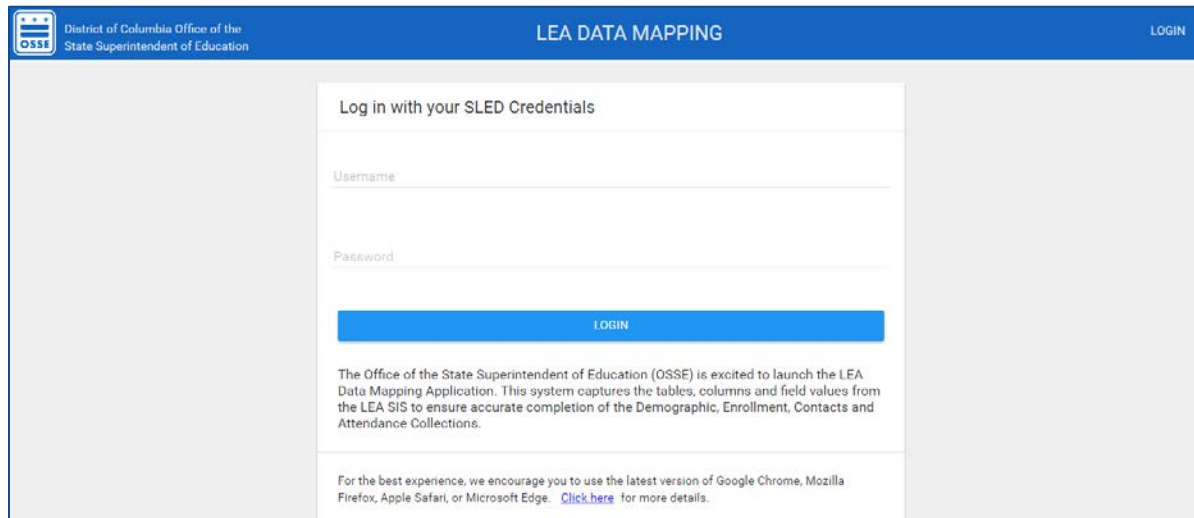 OSSE
District of Columbia Office of the
State Superintendent of Education
LEA DATA MAPPING
LOGIN
Log in with your SLED Credentials
Username
Password
LOGIN
The Office of the State Superintendent of Education (OSSE) is excited to launch the LEA
Data Mapping Application. This system captures the tables, columns and field values from
the LEA SIS to ensure accurate completion of the Demographic, Enrollment, Contacts and
Attendance Collections.
For the best experience, we encourage you to use the latest version of Google Chrome, Mozilla
Firefox, Apple Safari, or Microsoft Edge. Click here for more details.